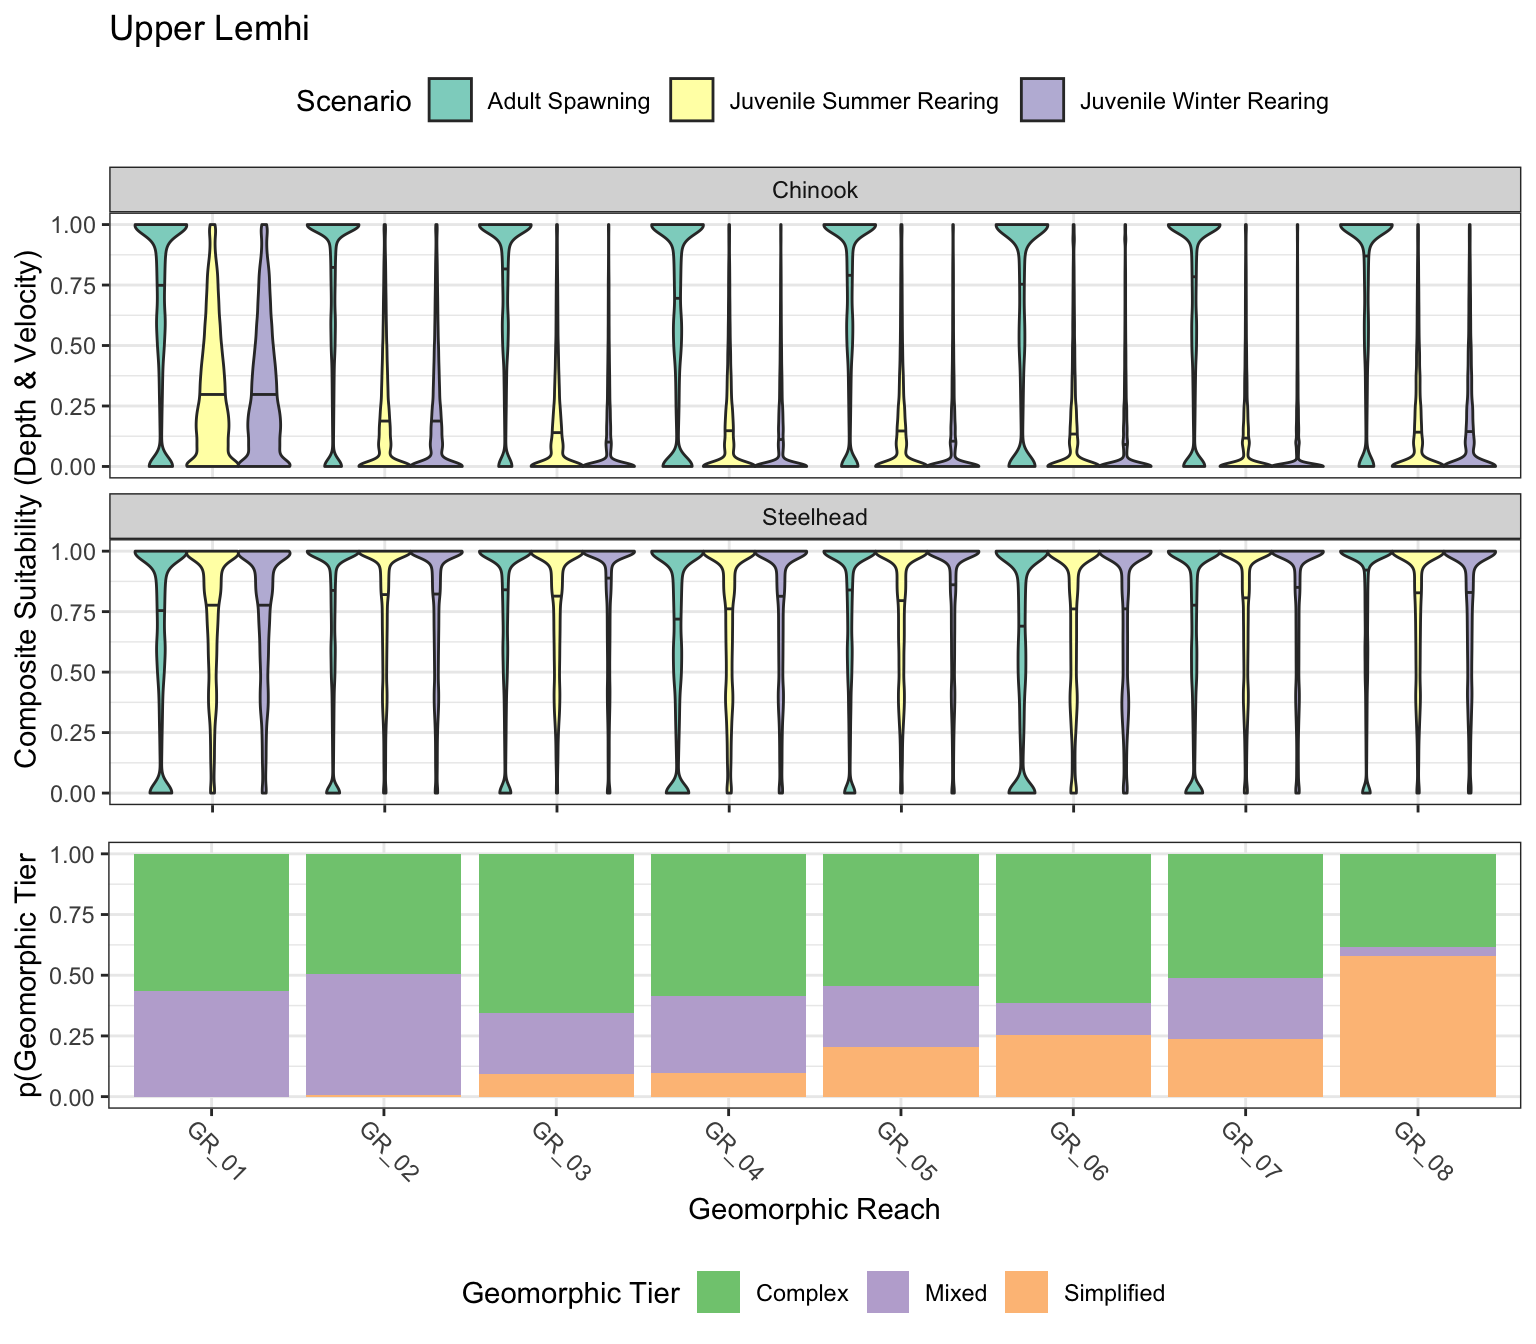 Upper Lemhi
Scenario Adult Spawning Juvenile Summer Rearing Juvenile Winter Rearing
Composite Suitability (Depth & Velocity)
Chinook
1.00
0.75
0.50
0.25
0.00
Steelhead
1.00
0.75
0.50
0.25
0.00
p(Geomorphic Tier
1.00
0.75
0.50
0.25
0.00
GR_01 GR_02 GR_03 GR_04 GR_05 GR_06 GR_07 GR_08
Geomorphic Reach
Geomorphic Tier Complex Mixed Simplified